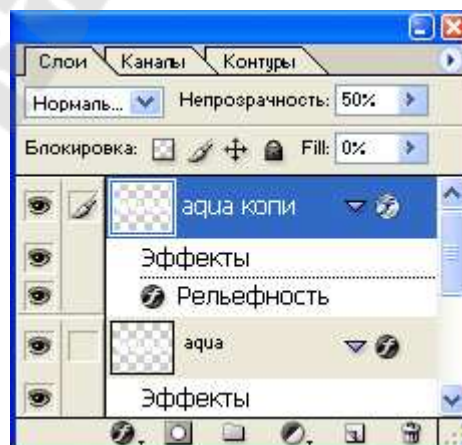 Слои Каналы Контуры
Нормаль... Непрозрачность: 50%
Блокировка: Fill: 0%
aqua копи
Эффекты
Рельефность
aqua
Эффекты